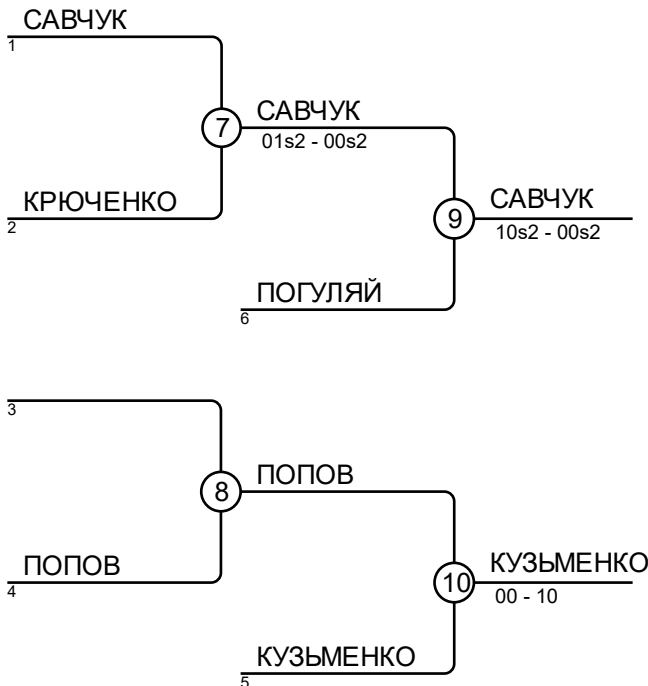 САВЧУК
1
САВЧУК
7
01s2 - 00s2
КРЮЧЕНКО
2
САВЧУК
9
10s2 - 00s2
ПОГУЛЯЙ
6
3
ПОПОВ
8
ПОПОВ
4
КУЗЬМЕНКО
10
00 - 10
КУЗЬМЕНКО
5